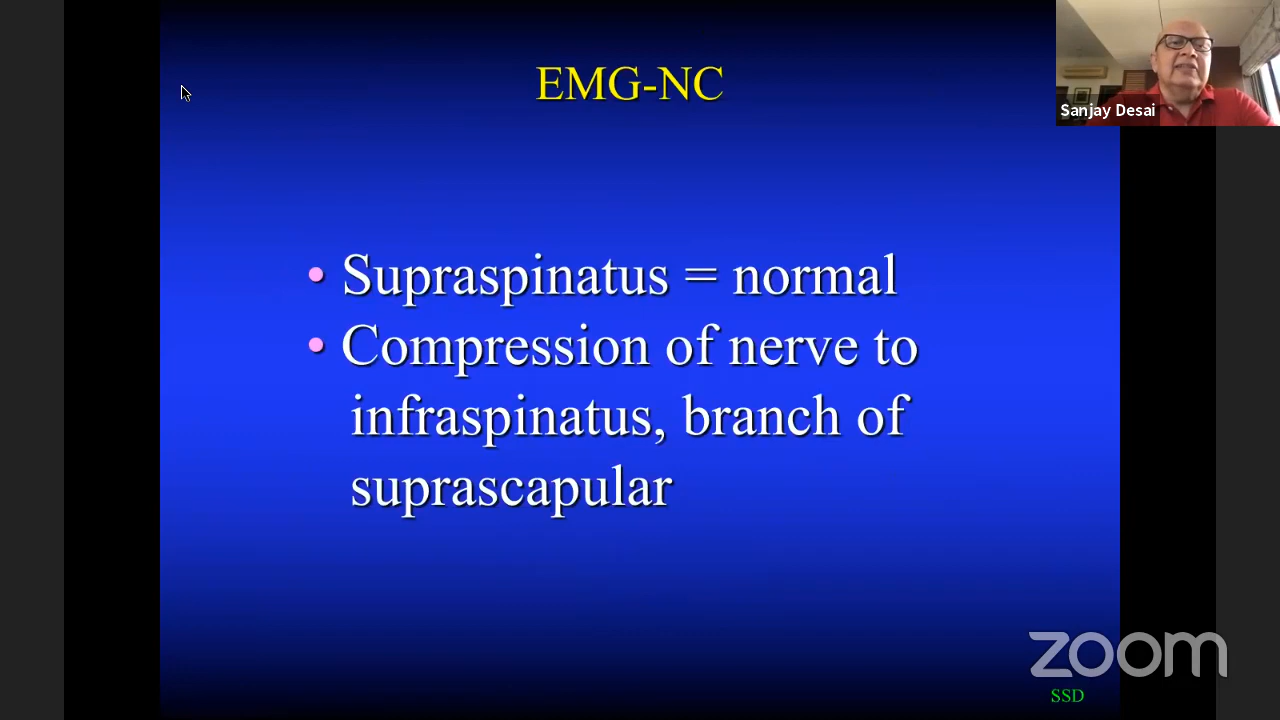 EMG-NC
Sanjay Desai
• Supraspinatus = normal
• Compression of nerve to
infraspinatus, branch of
suprascapular
zoom
SSD